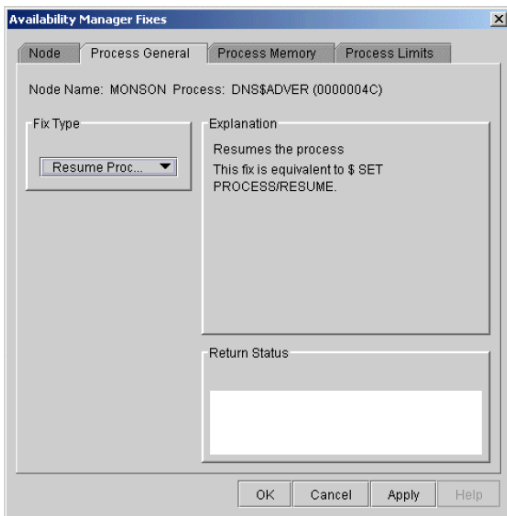 Availability Manager Fixes
Node Process General Process Memory Process Limits
Node Name: MONSON Process: DNS$ADVER (0000004C)
Fix Type
Resume Proc...
Explanation
Resumes the process
This fix is equivalent to $ SET
PROCESS/RESUME.
Return Status
OK Cancel Apply Help